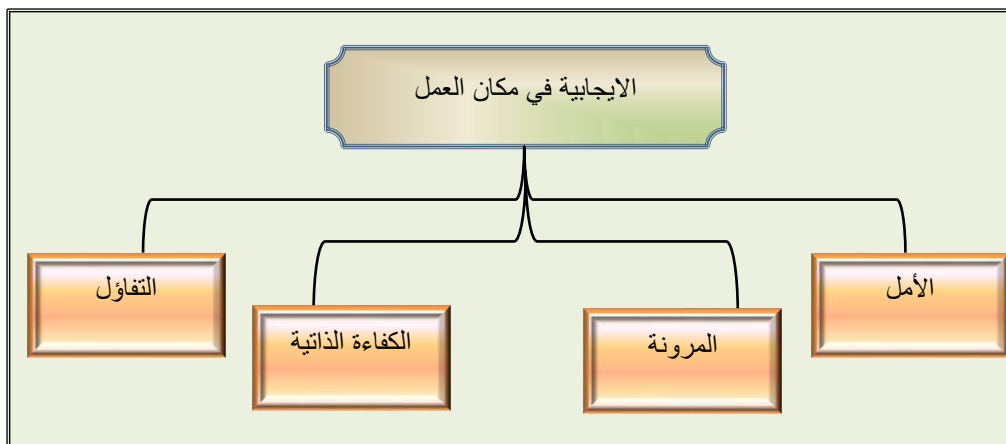 الايجابية في مكان العمل
الأمل
المرونة
الكفاءة الذاتية
التفاؤل